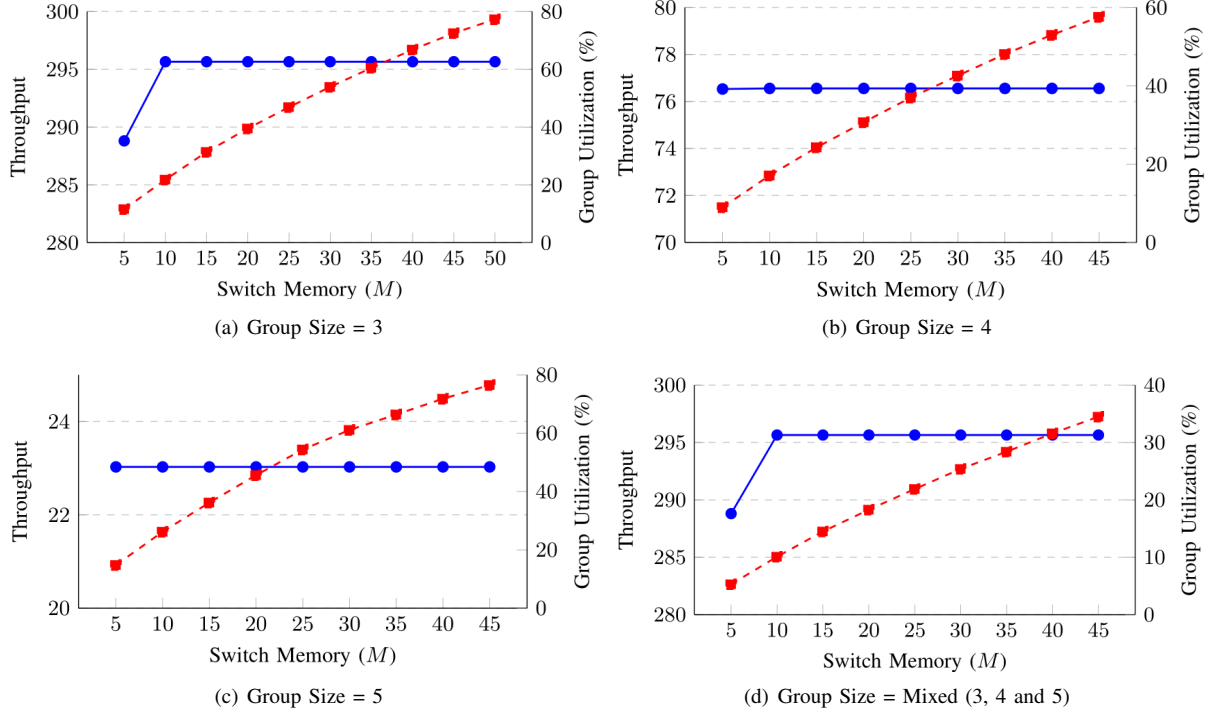 300
295
290
285
280
Throughput
80
60
40
20
0
Group Utilization (%)
5 10 15 20 25 30 35 40 45 50
Switch Memory (M)
(a) Group Size = 3
80
78
76
74
72
70
Throughput
60
40
20
0
Group Utilization (%)
5 10 15 20 25 30 35 40 45
Switch Memory (M)
(b) Group Size = 4
24
22
20
Throughput
80
60
40
20
0
Group Utilization (%)
5 10 15 20 25 30 35 40 45
Switch Memory (M)
(c) Group Size = 5
300
295
290
285
280
Throughput
40
30
20
10
0
Group Utilization (%)
5 10 15 20 25 30 35 40 45
Switch Memory (M)
(d) Group Size = Mixed (3, 4 and 5)